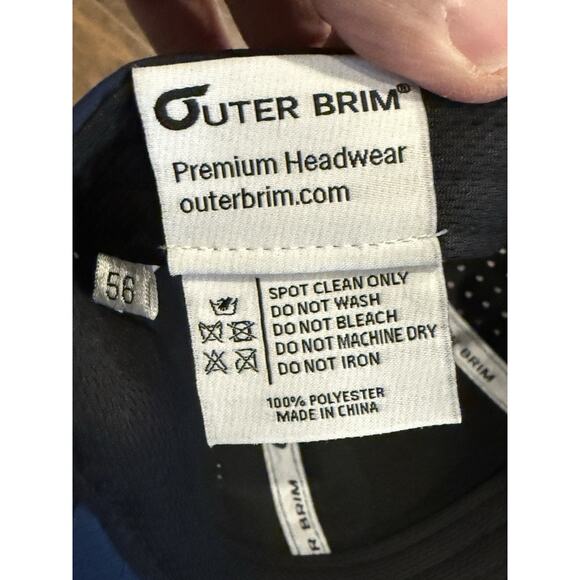 OUTER BRIM®
Premium Headwear
outerbrim.com
56
SPOT CLEAN ONLY
DO NOT WASH
DO NOT BLEACH
DO NOT MACHINE DRY
DO NOT IRON
100% POLYESTER
MADE IN CHINA
BRIM
R BRIM